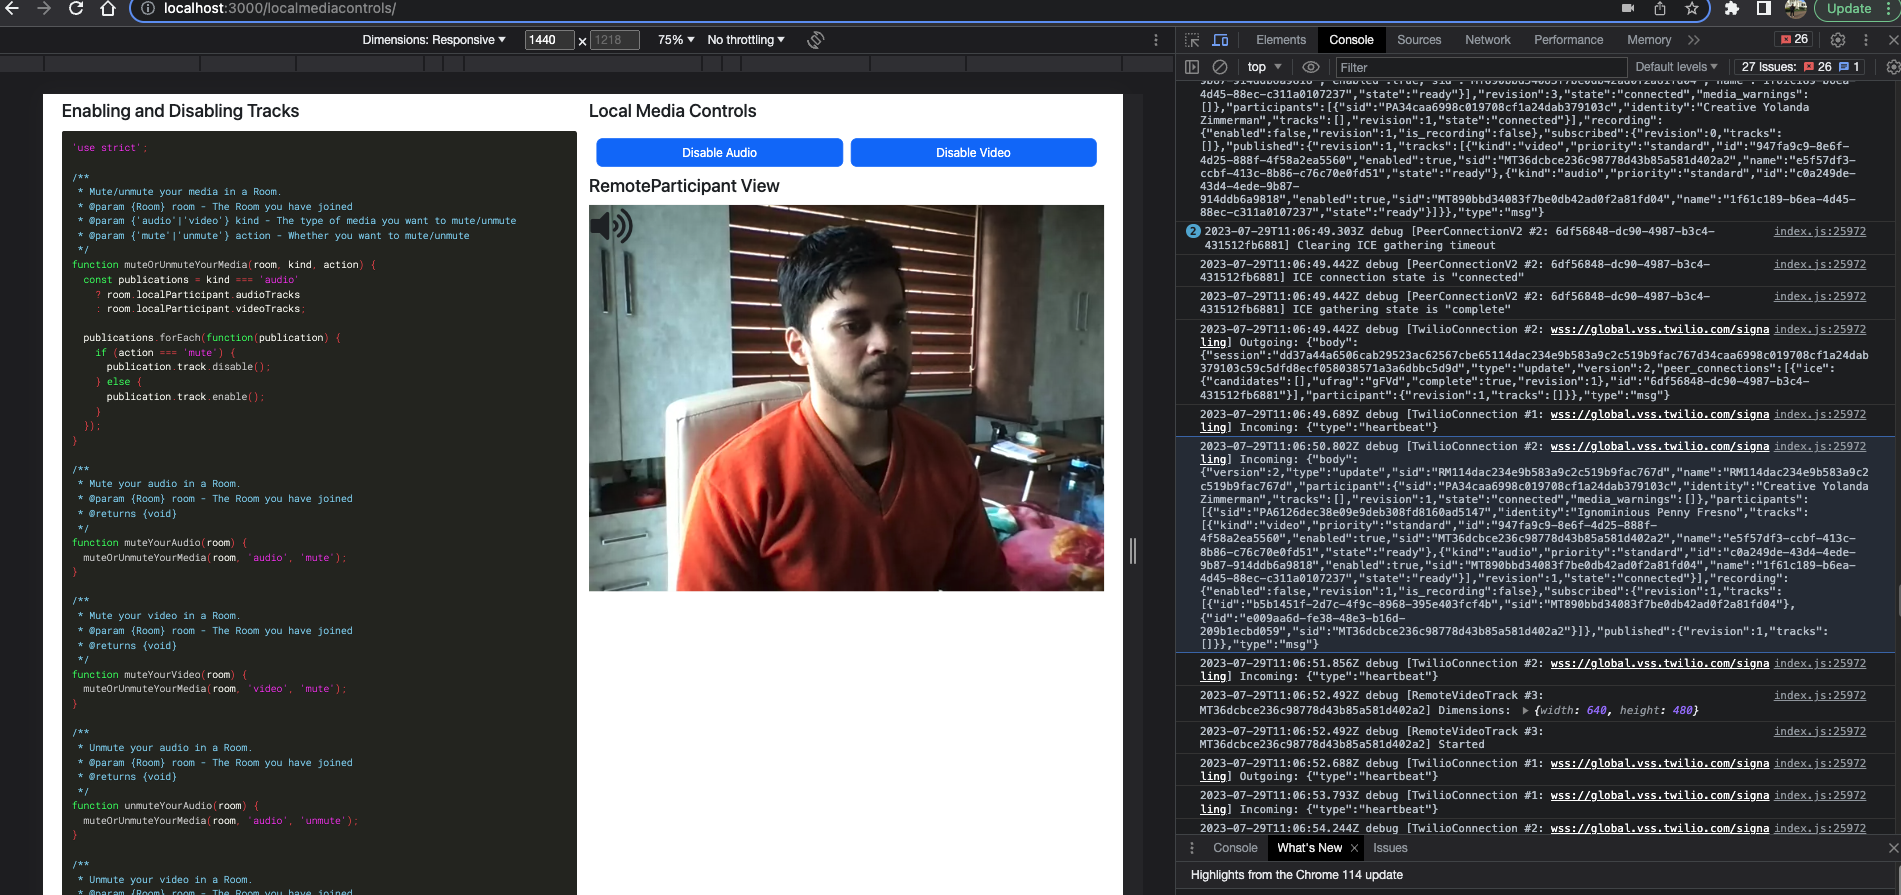 localhost:3000/localmediacontrols/
Update
Dimensions: Responsive
1440
×
1218
75%
No throttling
Elements
Console
Sources
Network
Performance
Memory
26
top
Filter
Default levels
27 Issues:
26
1
Enabling and Disabling Tracks
'use strict';
/**
* Mute/unmute your media in a Room.
* @param {Room} room - The Room you have joined
* @param {'audio'|'video'} kind - The type of media you want to mute/unmute
* @param {'mute'|'unmute'} action - Whether you want to mute/unmute
*/
function muteOrUnmuteYourMedia(room, kind, action) {
const publications = kind === 'audio'
? room.localParticipant.audioTracks
: room.localParticipant.videoTracks;
publications.forEach(function(publication) {
if (action === 'mute') {
publication.track.disable();
} else {
publication.track.enable();
}
});
}
/**
* Mute your audio in a Room.
* @param {Room} room - The Room you have joined
* @returns {void}
*/
function muteYourAudio(room) {
muteOrUnmuteYourMedia(room, 'audio', 'mute');
}
/**
* Mute your video in a Room.
* @param {Room} room - The Room you have joined
* @returns {void}
*/
function muteYourVideo(room) {
muteOrUnmuteYourMedia(room, 'video', 'mute');
}
/**
* Unmute your audio in a Room.
* @param {Room} room - The Room you have joined
* @returns {void}
*/
function unmuteYourAudio(room) {
muteOrUnmuteYourMedia(room, 'audio', 'unmute');
}
/**
* Unmute your video in a Room.
* @param {Room} room - The Room you have joined
Local Media Controls
Disable Audio
Disable Video
RemoteParticipant View
9b87-914ddb6a9818","enabled":true,"sid":"MT890bbd34083f7be0db42ad0f2a81fd04","name":"1f61c189-b6ea-
4d45-88ec-c311a0107237","state":"ready"}],"revision":3,"state":"connected","media_warnings":
[]},"participants":[{"sid":"PA34caa6998c019708cf1a24dab379103c","identity":"Creative Yolanda
Zimmerman","tracks":[],"revision":1,"state":"connected"}],"recording":
{"enabled":false,"revision":1,"is_recording":false},"subscribed":{"revision":0,"tracks":
[]},"published":{"revision":1,"tracks":[{"kind":"video","priority":"standard","id":"947fa9c9-8e6f-
4d25-888f-4f58a2ea5560","enabled":true,"sid":"MT36dcbce236c98778d43b85a581d402a2","name":"e5f57df3-
ccbf-413c-8b86-c76c70e0fd51","state":"ready"},{"kind":"audio","priority":"standard","id":"c0a249de-
43d4-4ede-9b87-
914ddb6a9818","enabled":true,"sid":"MT890bbd34083f7be0db42ad0f2a81fd04","name":"1f61c189-b6ea-4d45-
88ec-c311a0107237","state":"ready"}]}},"type":"msg"}
2 2023-07-29T11:06:49.303Z debug [PeerConnectionV2 #2: 6df56848-dc90-4987-b3c4- index.js:25972
431512fb6881] Clearing ICE gathering timeout
2023-07-29T11:06:49.442Z debug [PeerConnectionV2 #2: 6df56848-dc90-4987-b3c4- index.js:25972
431512fb6881] ICE connection state is "connected"
2023-07-29T11:06:49.442Z debug [PeerConnectionV2 #2: 6df56848-dc90-4987-b3c4- index.js:25972
431512fb6881] ICE gathering state is "complete"
2023-07-29T11:06:49.442Z debug [TwilioConnection #2: wss://global.vss.twilio.com/signa index.js:25972
ling] Outgoing: {"body":
{"session":"dd37a44a6506cab29523ac62567cbe65114dac234e9b583a9c2c519b9fac767d34caa6998c019708cf1a24dab
379103c59c5dfd8ecf058038571a3a6dbbc5d9d","type":"update","version":2,"peer_connections":[{"ice":
{"candidates":[],"ufrag":"gFVd","complete":true,"revision":1},"id":"6df56848-dc90-4987-b3c4-
431512fb6881"}],"participant":{"revision":1,"tracks":[]}},"type":"msg"}
2023-07-29T11:06:49.689Z debug [TwilioConnection #1: wss://global.vss.twilio.com/signa index.js:25972
ling] Incoming: {"type":"heartbeat"}
2023-07-29T11:06:50.802Z debug [TwilioConnection #2: wss://global.vss.twilio.com/signa index.js:25972
ling] Incoming: {"body":
{"version":2,"type":"update","sid":"RM114dac234e9b583a9c2c519b9fac767d","name":"RM114dac234e9b583a9c2
c519b9fac767d","participant":{"sid":"PA34caa6998c019708cf1a24dab379103c","identity":"Creative Yolanda
Zimmerman","tracks":[],"revision":1,"state":"connected","media_warnings":[]},"participants":
[{"sid":"PA6126dec38e09e9deb308fd8160ad5147","identity":"Ignominious Penny Fresno","tracks":
[{"kind":"video","priority":"standard","id":"947fa9c9-8e6f-4d25-888f-
4f58a2ea5560","enabled":true,"sid":"MT36dcbce236c98778d43b85a581d402a2","name":"e5f57df3-ccbf-413c-
8b86-c76c70e0fd51","state":"ready"},{"kind":"audio","priority":"standard","id":"c0a249de-43d4-4ede-
9b87-914ddb6a9818","enabled":true,"sid":"MT890bbd34083f7be0db42ad0f2a81fd04","name":"1f61c189-b6ea-
4d45-88ec-c311a0107237","state":"ready"}],"revision":1,"state":"connected"}],"recording":
{"enabled":false,"revision":1,"is_recording":false},"subscribed":{"revision":1,"tracks":
[{"id":"b5b1451f-2d7c-4f9c-8968-395e403fcf4b","sid":"MT890bbd34083f7be0db42ad0f2a81fd04"},
{"id":"e009aa6d-fe38-48e3-b16d-
209b1ecbd059","sid":"MT36dcbce236c98778d43b85a581d402a2"}]},"published":{"revision":1,"tracks":
[]}},"type":"msg"}
2023-07-29T11:06:51.856Z debug [TwilioConnection #2: wss://global.vss.twilio.com/signa index.js:25972
ling] Incoming: {"type":"heartbeat"}
2023-07-29T11:06:52.492Z debug [RemoteVideoTrack #3: index.js:25972
MT36dcbce236c98778d43b85a581d402a2] Dimensions: {width: 640, height: 480}
2023-07-29T11:06:52.492Z debug [RemoteVideoTrack #3: index.js:25972
MT36dcbce236c98778d43b85a581d402a2] Started
2023-07-29T11:06:52.688Z debug [TwilioConnection #1: wss://global.vss.twilio.com/signa index.js:25972
ling] Outgoing: {"type":"heartbeat"}
2023-07-29T11:06:53.793Z debug [TwilioConnection #1: wss://global.vss.twilio.com/signa index.js:25972
ling] Incoming: {"type":"heartbeat"}
2023-07-29T11:06:54.244Z debug [TwilioConnection #2: wss://global.vss.twilio.com/signa index.js:25972
Console
What's New
Issues
Highlights from the Chrome 114 update